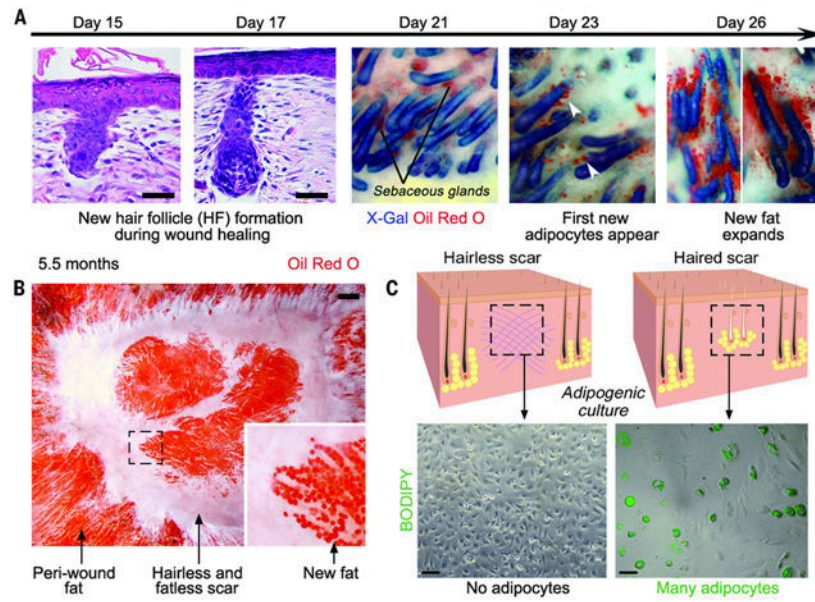 A
Day 15
Day 17
Day 21
Day 23
Day 26
Sebaceous glands
New hair follicle (HF) formation
during wound healing
X-Gal Oil Red O
First new
adipocytes appear
New fat
expands
5.5 months
Oil Red O
B
Peri-wound
fat
Hairless and
fatless scar
New fat
C
Hairless scar
Haired scar
Adipogenic
culture
BODIPY
No adipocytes
Many adipocytes